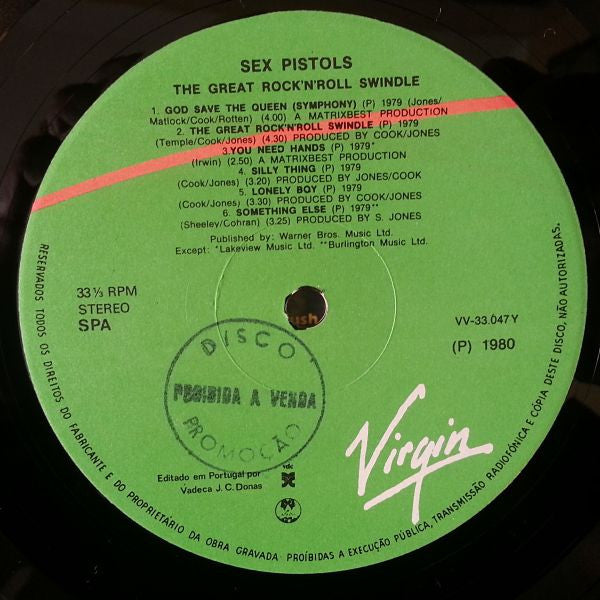 SEX PISTOLS
THE GREAT ROCK'N'ROLL SWINDLE
1. GOD SAVE THE QUEEN (SYMPHONY) (P) 1979 (Jones/
Matlock/Cook/Rotten) (4.00) A MATRIXBEST PRODUCTION
2. THE GREAT ROCK'N'ROLL SWINDLE (P) 1979
(Temple/Cook/Jones) (4.30) PRODUCED BY COOK/JONES
3.YOU NEED HANDS (P) 1979*
(Irwin) (2.50) A MATRIXBEST PRODUCTION
4. SILLY THING (P) 1979
(Cook/Jones) (3.20) PRODUCED BY JONES/COOK
5. LONELY BOY (P) 1979
(Cook/Jones) (3.30) PRODUCED BY COOK/JONES
6. SOMETHING ELSE (P) 1979**
(Sheeley/Cohran) (3.25) PRODUCED BY S. JONES
Published by: Warner Bros. Music Ltd.
Except: *Lakeview Music Ltd. **Burlington Music Ltd.
33 ⅓ RPM
STEREO
SPA
VV-33.047 Y
(P) 1980
DISCO
PROIBIDA A VENDA
PROMOÇÃO
Virgin
vdc
Editado em Portugal por
Vadeca J. C. Donas
RESERVADOS TODOS OS DIREITOS DO FABRICANTE E DO PROPRIETÁRIO DA OBRA GRAVADA. PROÍBIDAS A EXECUÇÃO PÚBLICA, TRANSMISSÃO RADIOFÓNICA E CÓPIA DESTE DISCO, NÃO AUTORIZADAS.